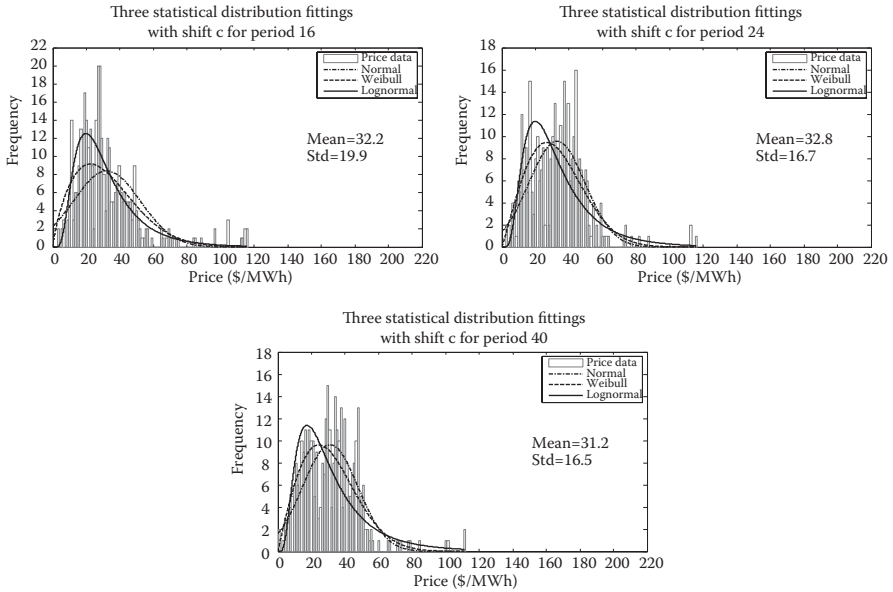 Three statistical distribution fittings
with shift c for period 16
22
20
18
16
14
12
10
8
6
4
2
0
Frequency
Price data
Normal
Weibull
Lognormal
Mean=32.2
Std=19.9
0 20 40 60 80 100 120 140 160 180 200 220
Price ($/MWh)
Three statistical distribution fittings
with shift c for period 24
18
16
14
12
10
8
6
4
2
0
Frequency
Price data
Normal
Weibull
Lognormal
Mean=32.8
Std=16.7
0 20 40 60 80 100 120 140 160 180 200 220
Price ($/MWh)
Three statistical distribution fittings
with shift c for period 40
18
16
14
12
10
8
6
4
2
0
Frequency
Price data
Normal
Weibull
Lognormal
Mean=31.2
Std=16.5
0 20 40 60 80 100 120 140 160 180 200 220
Price ($/MWh)